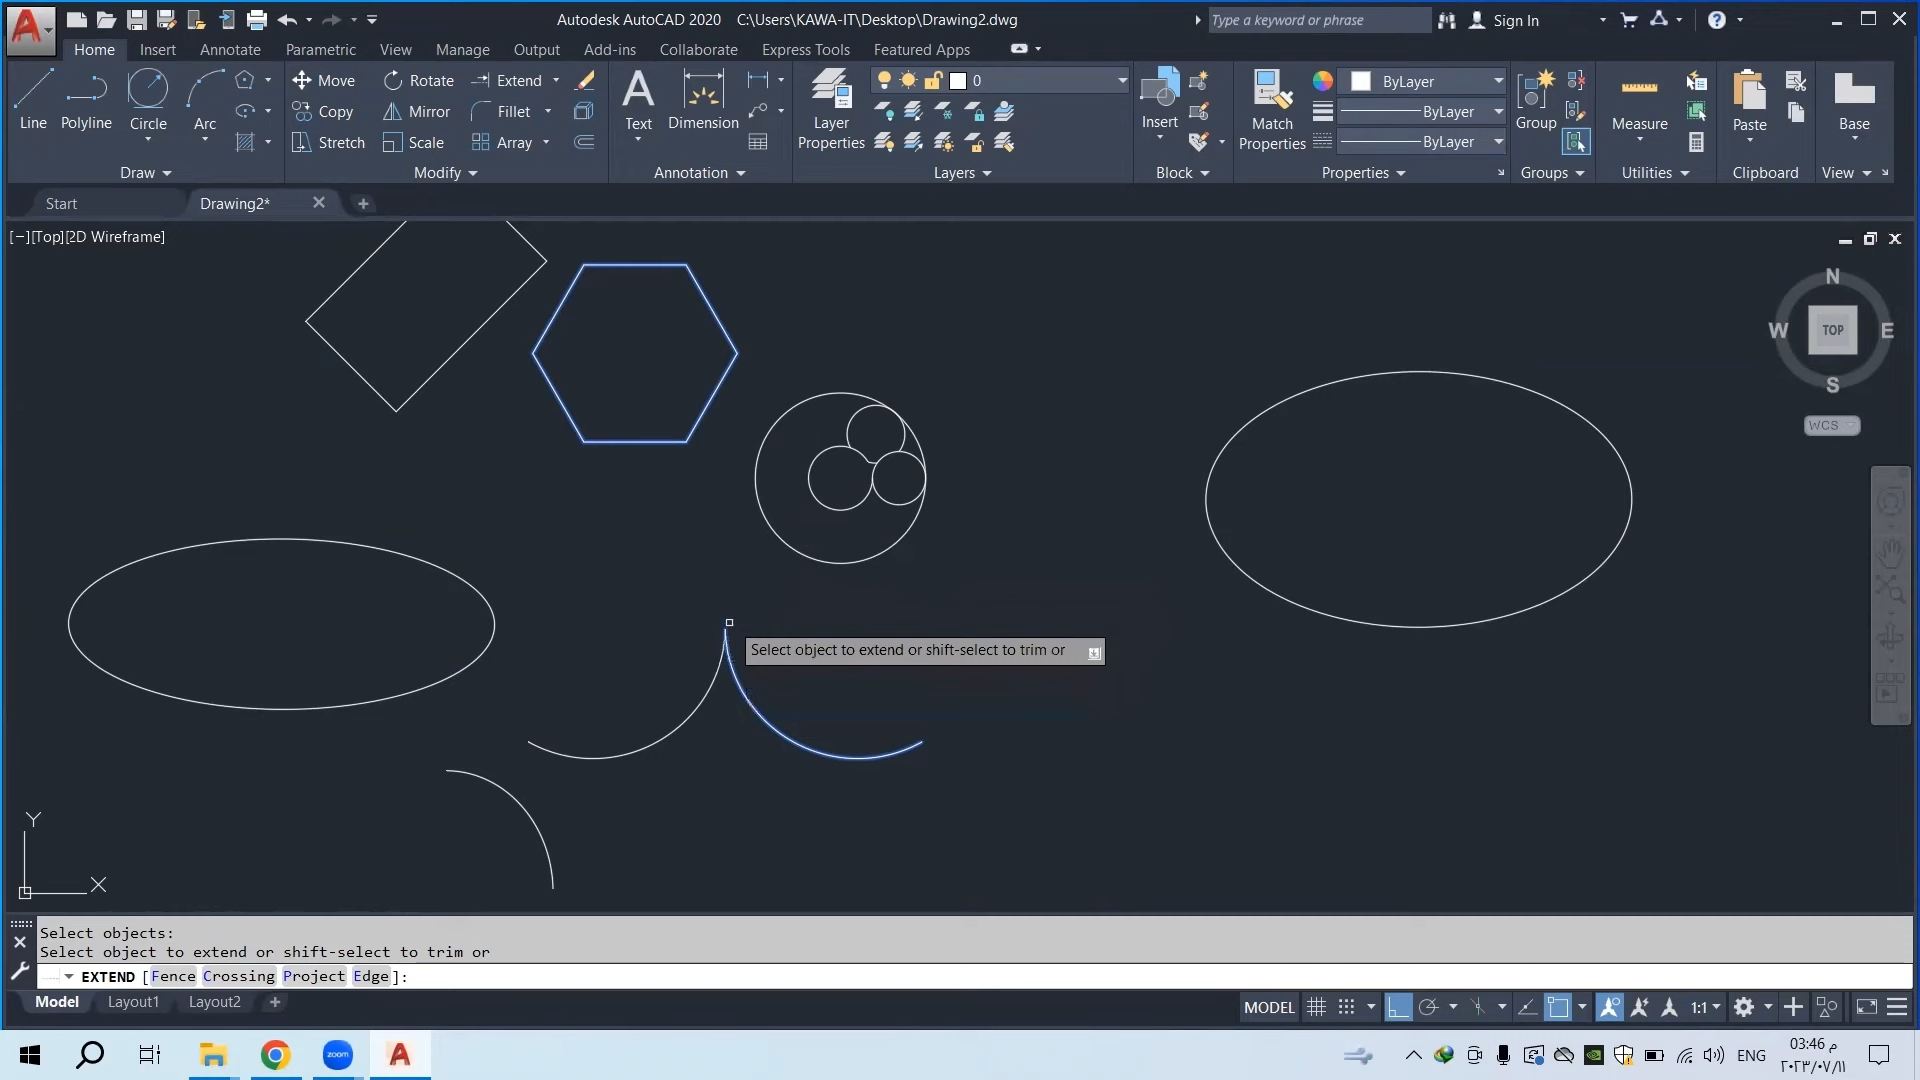 Autodesk AutoCAD 2020 C:\Users\KAWA-IT\Desktop\Drawing2.dwg
Type a keyword or phrase
Sign In
Home Insert Annotate Parametric View Manage Output Add-ins Collaborate Express Tools Featured Apps
Line
Polyline
Circle
Arc
Draw
Move
Rotate
Extend
Copy
Mirror
Fillet
Stretch
Scale
Array
Modify
Text
Dimension
Annotation
Layer
Properties
0
Layers
Insert
Block
Match
Properties
ByLayer
ByLayer
ByLayer
Properties
Group
Groups
Measure
Utilities
Paste
Clipboard
Base
View
Start
Drawing2*
[−][Top][2D Wireframe]
N
W
TOP
E
S
WCS
Select object to extend or shift-select to trim or
Y
X
Select objects:
Select object to extend or shift-select to trim or
EXTEND [Fence Crossing Project Edge]:
Model Layout1 Layout2
MODEL
1:1
zoom
ENG
03:46 م
٢٠٢٣/٠٧/١١